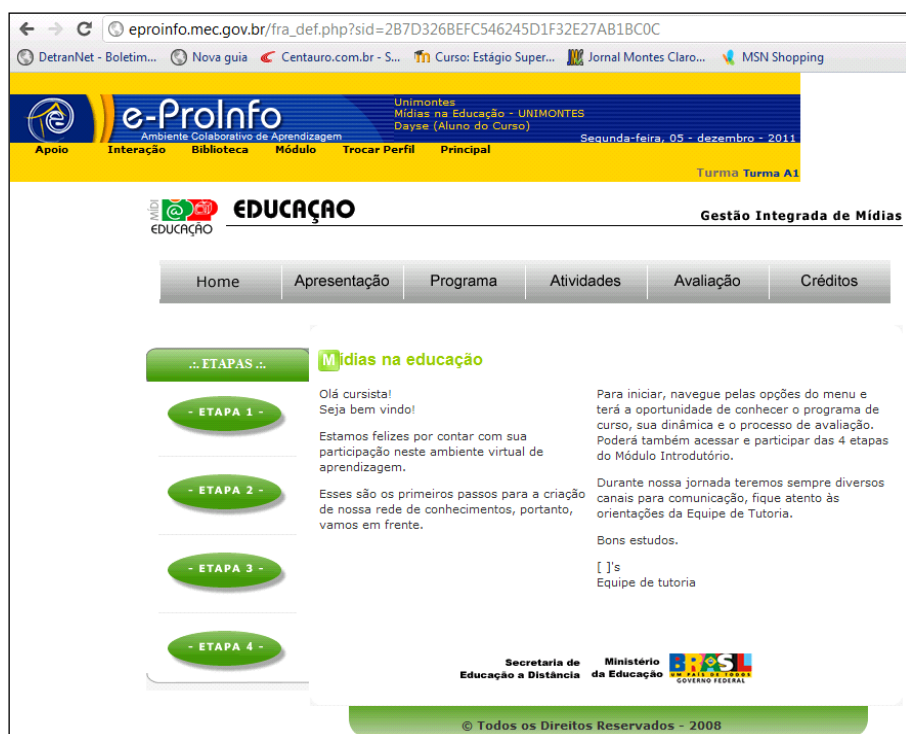 eproinfo.mec.gov.br/fra_def.php?sid=2B7D326BEFC546245D1F32E27AB1BC0C
DetranNet - Boletim... Nova guia Centauro.com.br - S... Curso: Estágio Super... Jornal Montes Claro... MSN Shopping
e-ProInfo
Ambiente Colaborativo de Aprendizagem
Unimontes
Mídias na Educação - UNIMONTES
Dayse (Aluno do Curso)
Segunda-feira, 05 - dezembro - 2011
Apoio Interação Biblioteca Módulo Trocar Perfil Principal
Turma Turma A1
MÍDI@
EDUCAÇÃO
EDUCAÇAO
Gestão Integrada de Mídias
Home Apresentação Programa Atividades Avaliação Créditos
.:. ETAPAS .:.
- ETAPA 1 -
- ETAPA 2 -
- ETAPA 3 -
- ETAPA 4 -
Mídias na educação
Olá cursista!
Seja bem vindo!
Estamos felizes por contar com sua
participação neste ambiente virtual de
aprendizagem.
Esses são os primeiros passos para a criação
de nossa rede de conhecimentos, portanto,
vamos em frente.
Para iniciar, navegue pelas opções do menu e
terá a oportunidade de conhecer o programa de
curso, sua dinâmica e o processo de avaliação.
Poderá também acessar e participar das 4 etapas
do Módulo Introdutório.
Durante nossa jornada teremos sempre diversos
canais para comunicação, fique atento às
orientações da Equipe de Tutoria.
Bons estudos.
[ ]'s
Equipe de tutoria
Secretaria de
Educação a Distância
Ministério
da Educação
BRASIL
UM PAÍS DE TODOS
GOVERNO FEDERAL
© Todos os Direitos Reservados - 2008